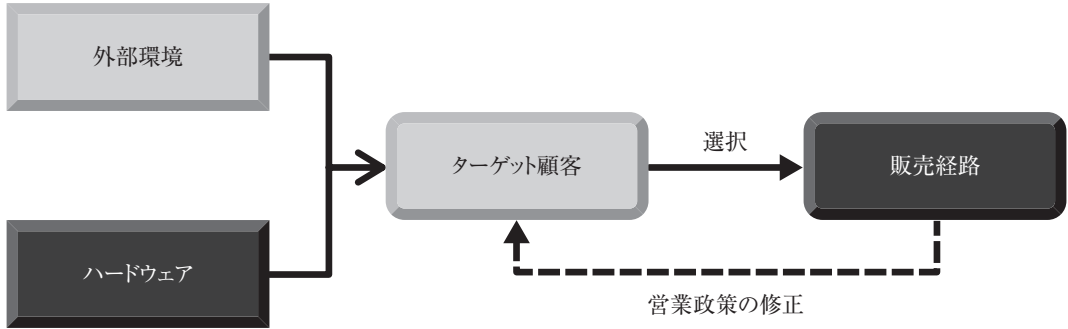 外部環境
ターゲット顧客
選択
販売経路
ハードウェア
営業政策の修正